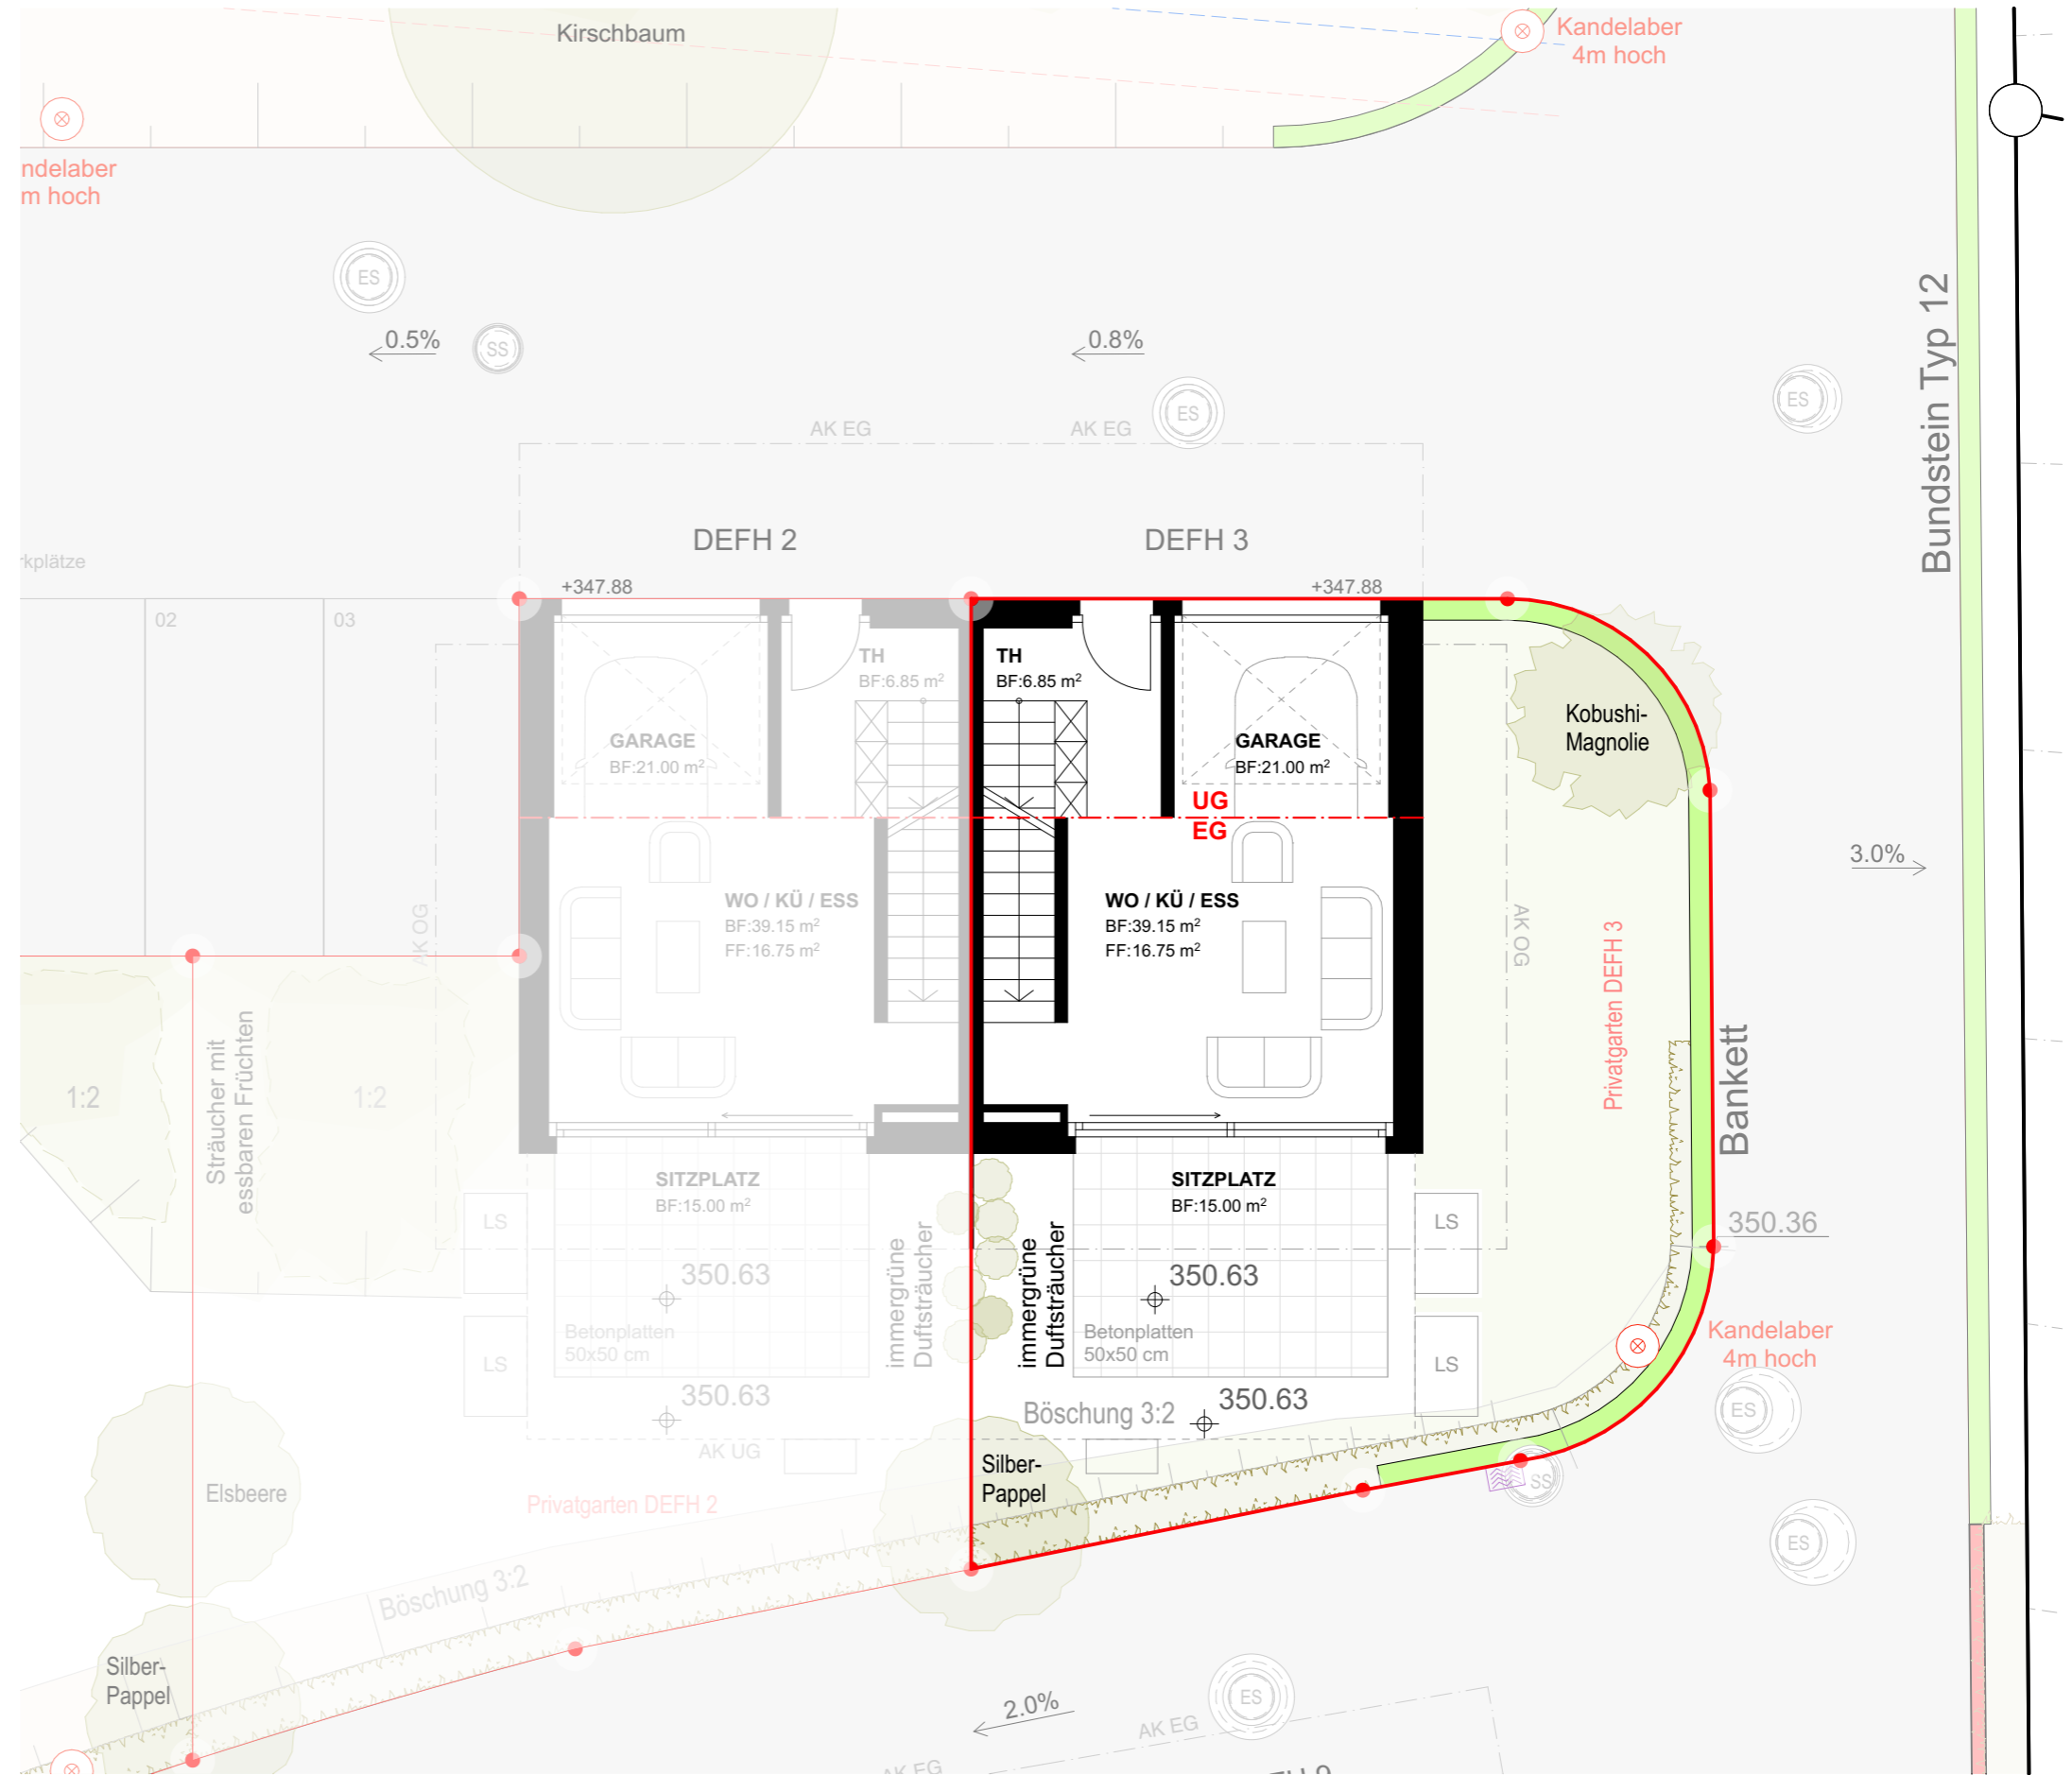 Kirschbaum
Kandelaber
4m hoch
ndelaber
m hoch
ES
0.5%
SS
0.8%
ES
ES
Bundstein Typ 12
AK EG
AK EG
DEFH 2
DEFH 3
rkplätze
+347.88
+347.88
02
03
TH
BF:6.85 m²
TH
BF:6.85 m²
GARAGE
BF:21.00 m²
GARAGE
BF:21.00 m²
Kobushi-
Magnolie
UG
EG
3.0%
WO / KÜ / ESS
BF:39.15 m²
FF:16.75 m²
WO / KÜ / ESS
BF:39.15 m²
FF:16.75 m²
AK OG
AK OG
Privatgarten DEFH 3
Bankett
1:2
Sträucher mit
essbaren Früchten
1:2
SITZPLATZ
BF:15.00 m²
SITZPLATZ
BF:15.00 m²
LS
LS
350.36
immergrüne
Duftsträucher
immergrüne
Duftsträucher
350.63
350.63
Betonplatten
50x50 cm
Betonplatten
50x50 cm
Kandelaber
4m hoch
LS
LS
350.63
Böschung 3:2
350.63
ES
AK UG
Elsbeere
Privatgarten DEFH 2
Silber-
Pappel
SS
ES
Böschung 3:2
Silber-
Pappel
2.0%
ES
AK EG
AK EG